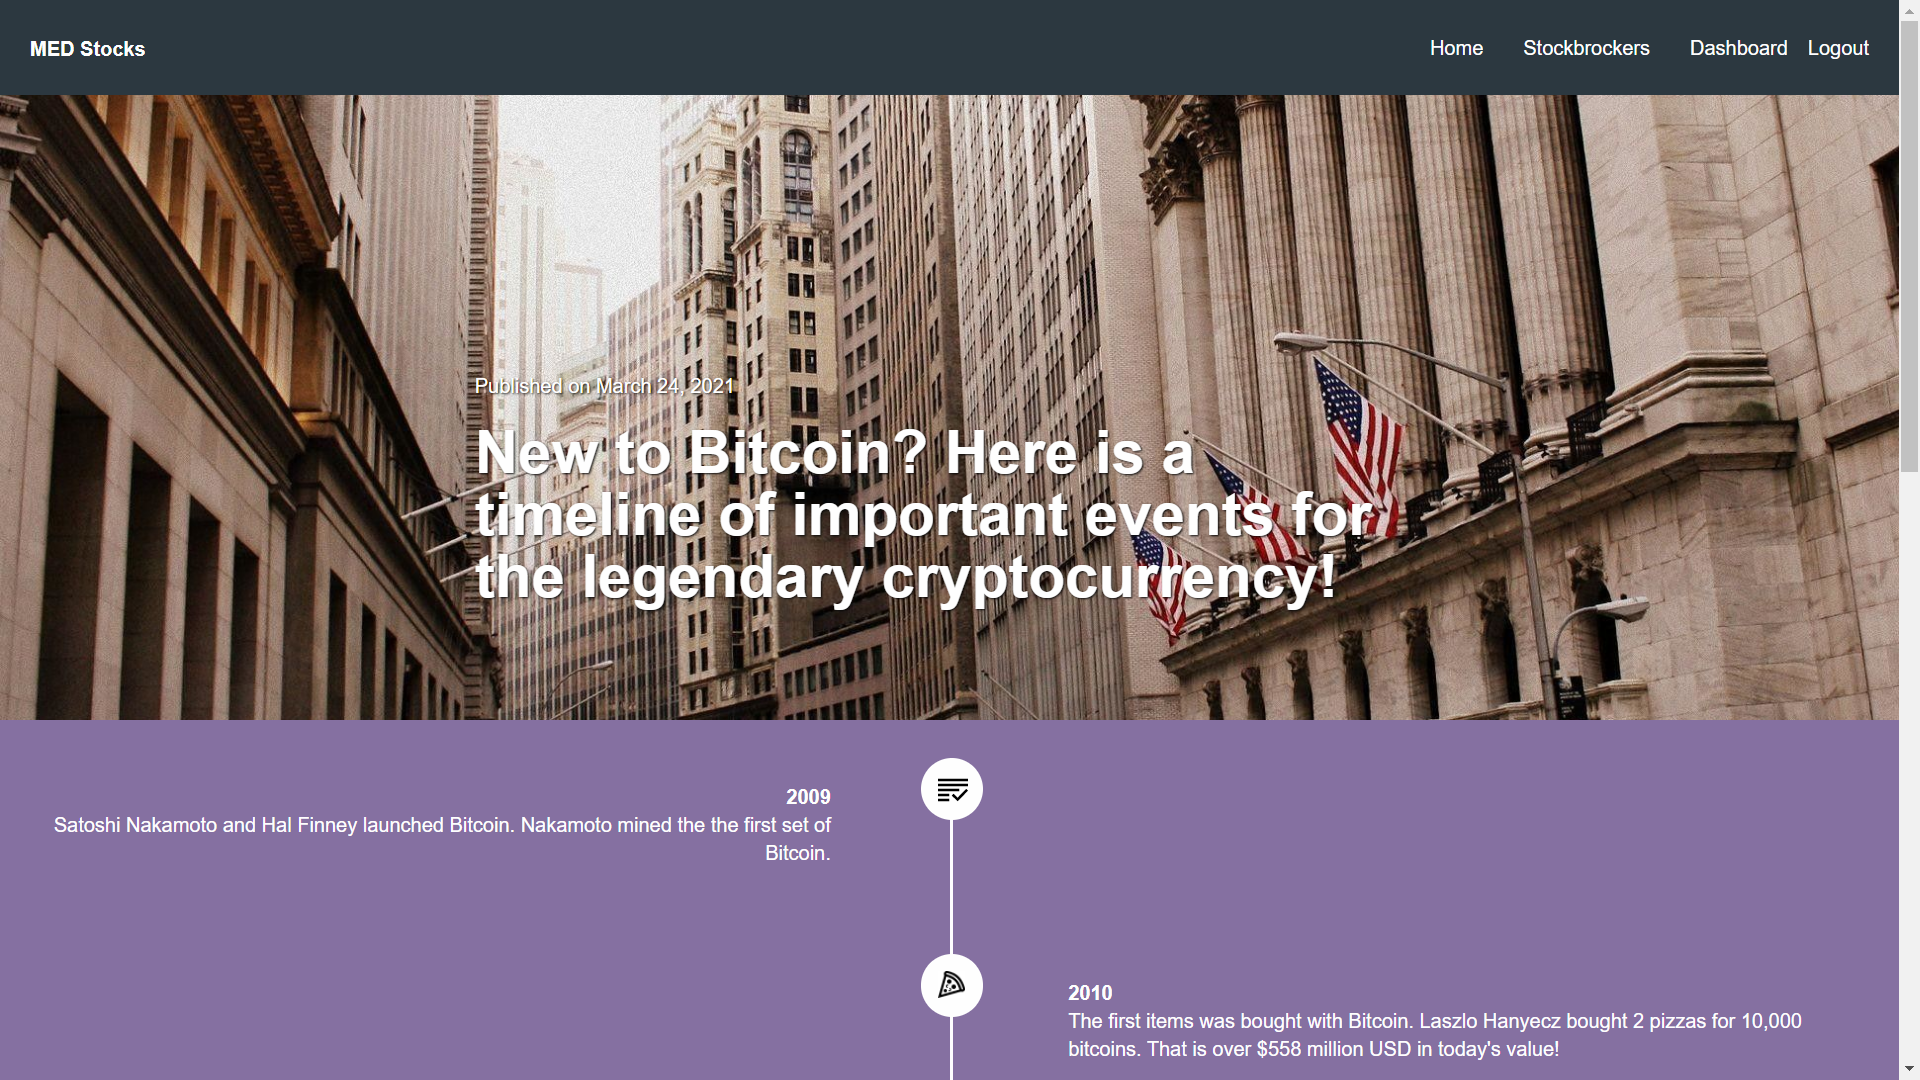 MED Stocks
Home Stockbrockers Dashboard Logout
Published on March 24, 2021
New to Bitcoin? Here is a
timeline of important events for
the legendary cryptocurrency!
2009
Satoshi Nakamoto and Hal Finney launched Bitcoin. Nakamoto mined the the first set of
Bitcoin.
2010
The first items was bought with Bitcoin. Laszlo Hanyecz bought 2 pizzas for 10,000
bitcoins. That is over $558 million USD in today's value!